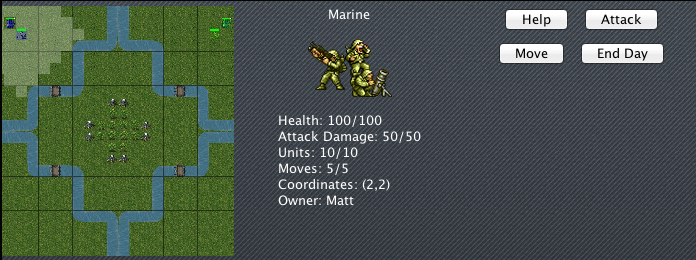 Marine
Help
Attack
Move
End Day
Health: 100/100
Attack Damage: 50/50
Units: 10/10
Moves: 5/5
Coordinates: (2,2)
Owner: Matt